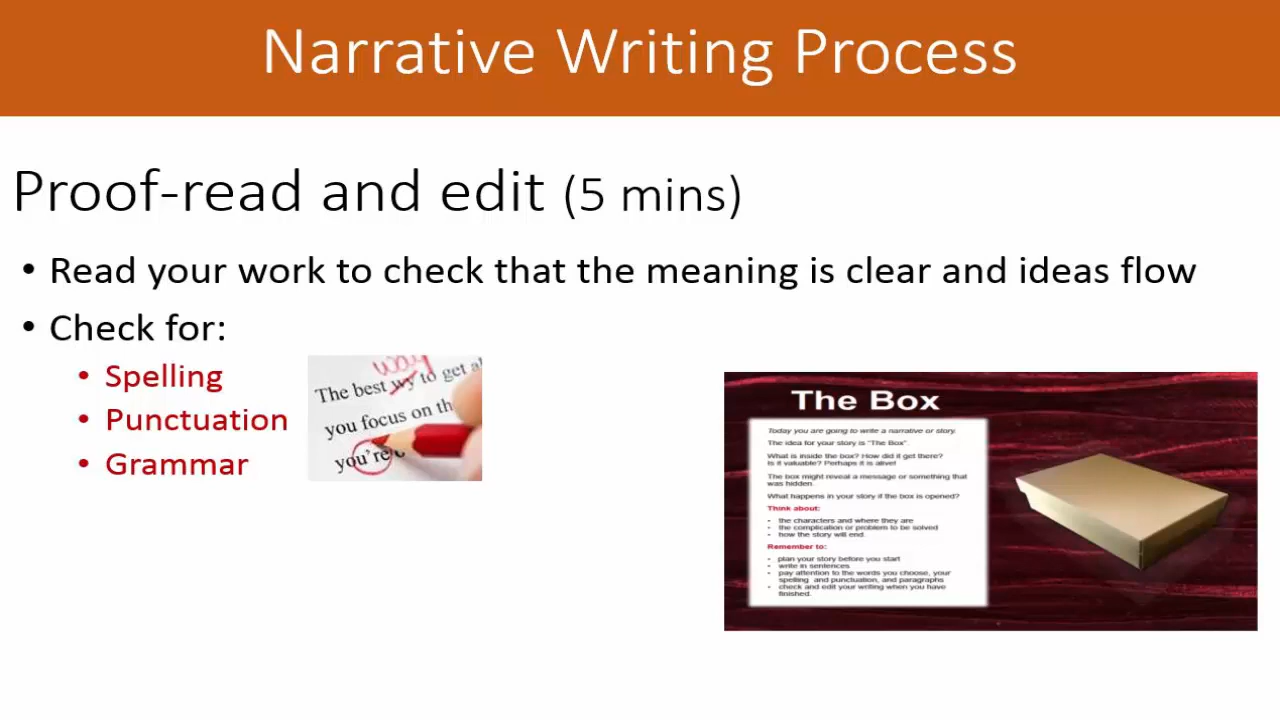 Narrative Writing Process
Proof-read and edit (5 mins)
• Read your work to check that the meaning is clear and ideas flow
• Check for:
• Spelling
• Punctuation
• Grammar
way
The best wy to get
you focus on
you're
The Box
Today you are going to write a narrative or story.
The idea for your story is "The Box".
What is inside the box? How did it get there?
Is it valuable? Perhaps it is alive!
The box might reveal a message or something that
was hidden.
What happens in your story if the box is opened?
Think about:
- the characters and where they are
- the complication or problem to be solved
- how the story will end.
Remember to:
- plan your story before you start
- write in sentences
- pay attention to the words you choose, your
spelling and punctuation, and paragraphs
- check and edit your writing when you have
finished.